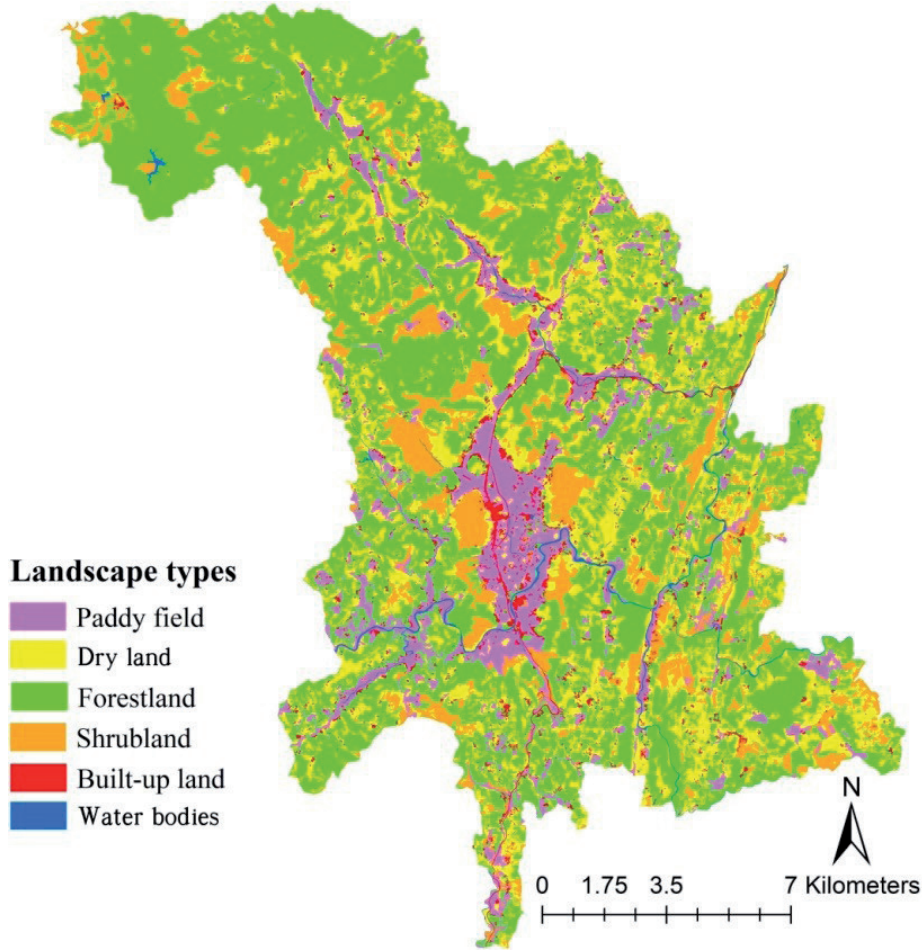 Landscape types
Paddy field
Dry land
Forestland
Shrubland
Built-up land
Water bodies
N
0 1.75 3.5 7 Kilometers